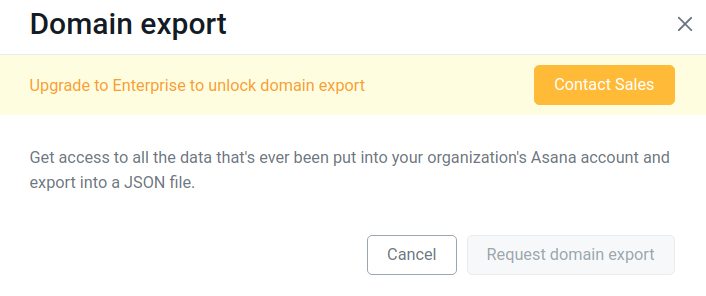 Domain export
Upgrade to Enterprise to unlock domain export
Contact Sales
Get access to all the data that's ever been put into your organization's Asana account and
export into a JSON file.
Cancel
Request domain export